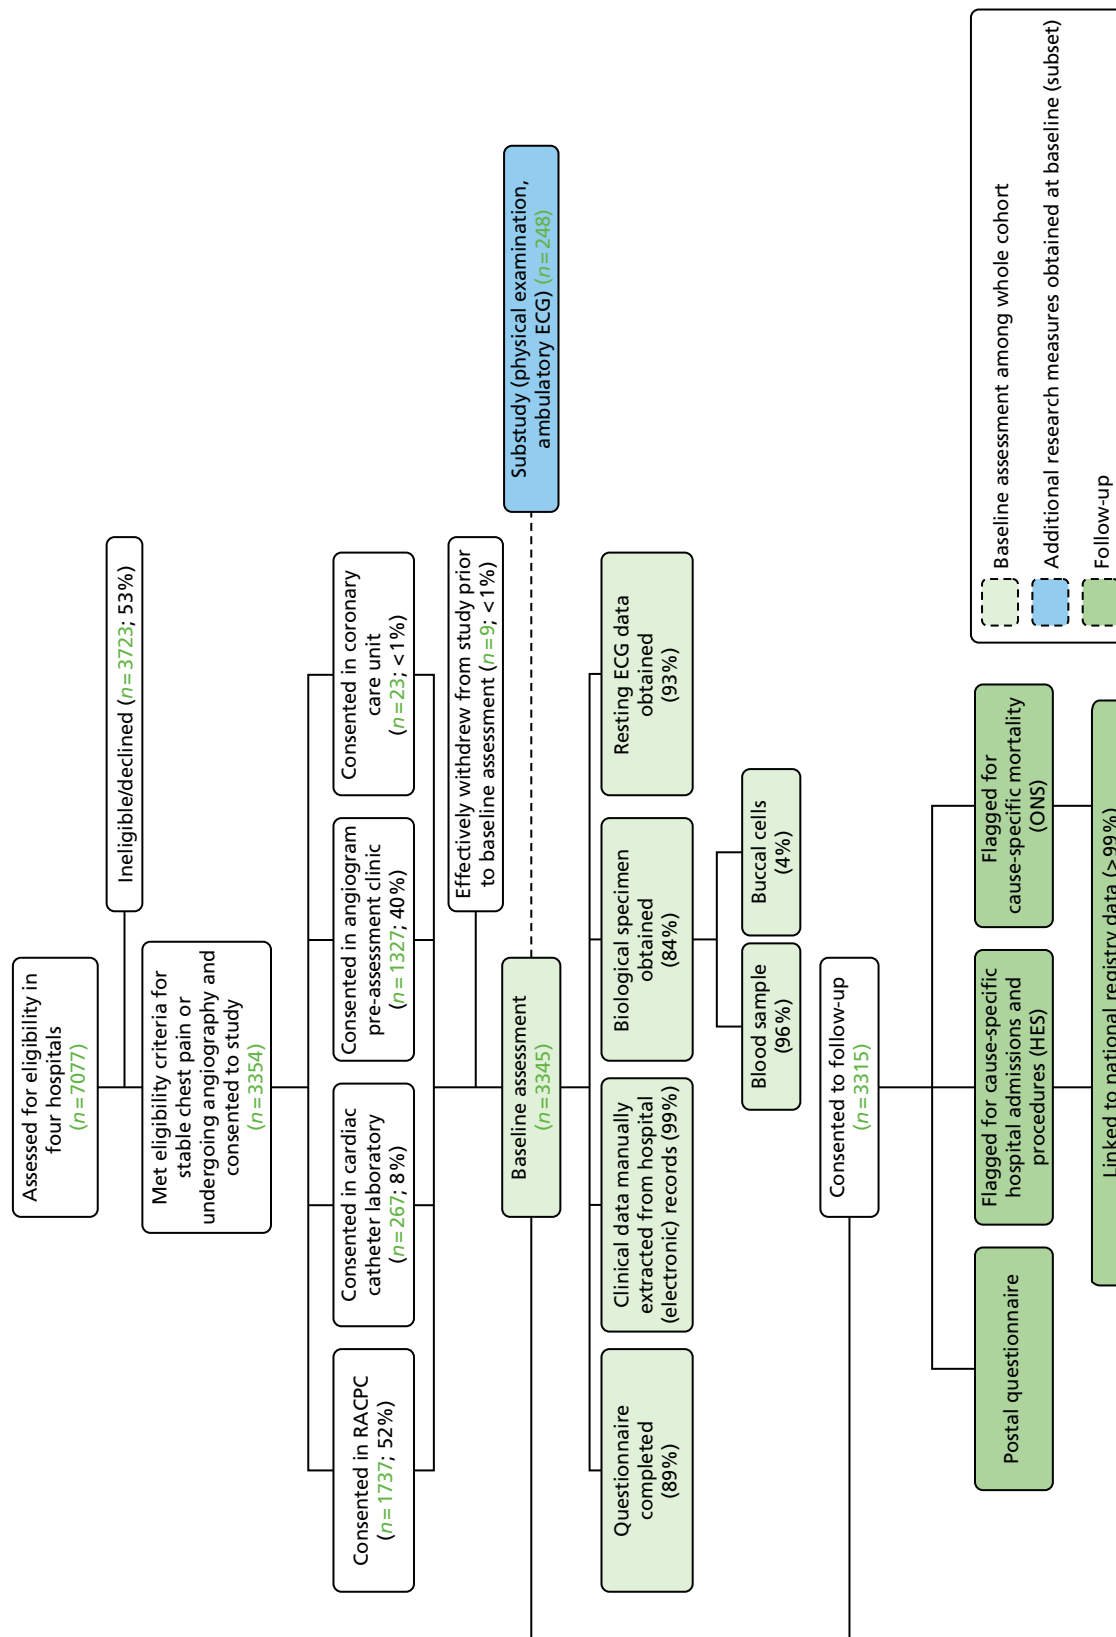 Assessed for eligibility in
four hospitals
(n=7077)
Ineligible/declined (n=3723; 53%)
Met eligibility criteria for
stable chest pain or
undergoing angiography and
consented to study
(n=3354)
Consented in RACPC
(n=1737; 52%)
Consented in cardiac
catheter laboratory
(n=267; 8%)
Consented in angiogram
pre-assessment clinic
(n=1327; 40%)
Consented in coronary
care unit
(n=23; <1%)
Effectively withdrew from study prior
to baseline assessment (n=9; <1%)
Baseline assessment
(n=3345)
Substudy (physical examination,
ambulatory ECG) (n=248)
Questionnaire
completed
(89%)
Clinical data manually
extracted from hospital
(electronic) records (99%)
Biological specimen
obtained
(84%)
Resting ECG data
obtained
(93%)
Blood sample
(96%)
Buccal cells
(4%)
Consented to follow-up
(n=3315)
Postal questionnaire
Flagged for cause-specific
hospital admissions and
procedures (HES)
Flagged for
cause-specific mortality
(ONS)
Linked to national registry data (>99%)
Baseline assessment among whole cohort
Additional research measures obtained at baseline (subset)
Follow-up